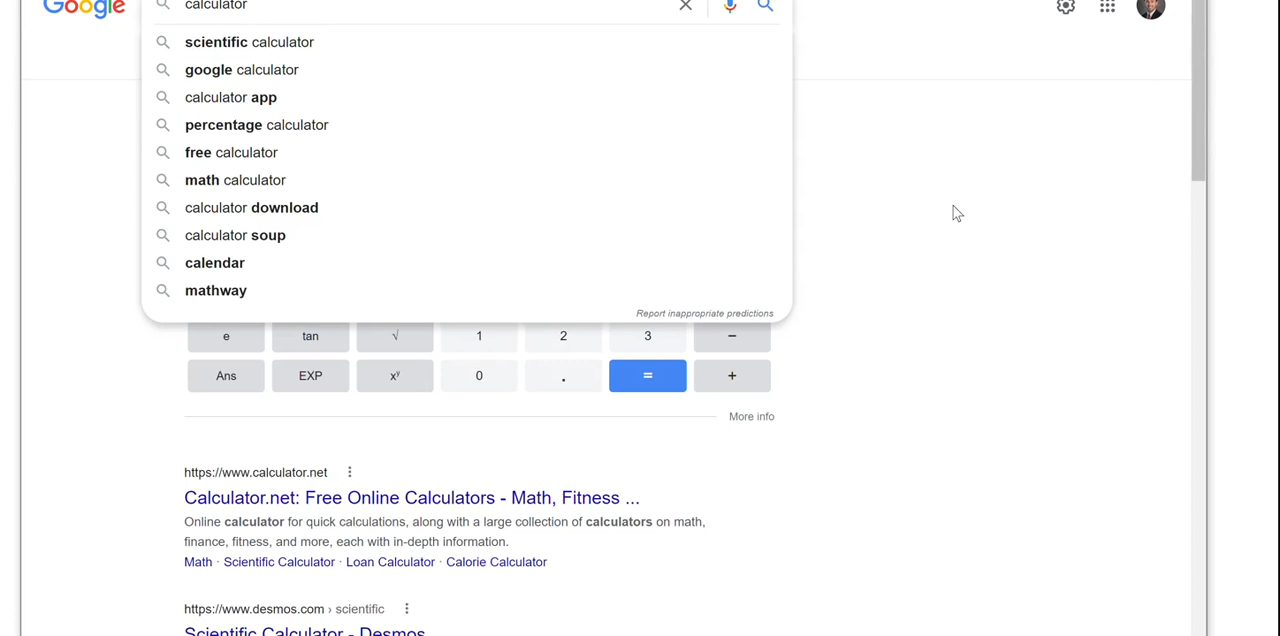 Google
calculator
scientific calculator
google calculator
calculator app
percentage calculator
free calculator
math calculator
calculator download
calculator soup
calendar
mathway
Report inappropriate predictions
e tan √ 1 2 3 −
Ans EXP xʸ 0 . = +
More info
https://www.calculator.net
Calculator.net: Free Online Calculators - Math, Fitness ...
Online calculator for quick calculations, along with a large collection of calculators on math,
finance, fitness, and more, each with in-depth information.
Math · Scientific Calculator · Loan Calculator · Calorie Calculator
https://www.desmos.com › scientific
Scientific Calculator - Desmos